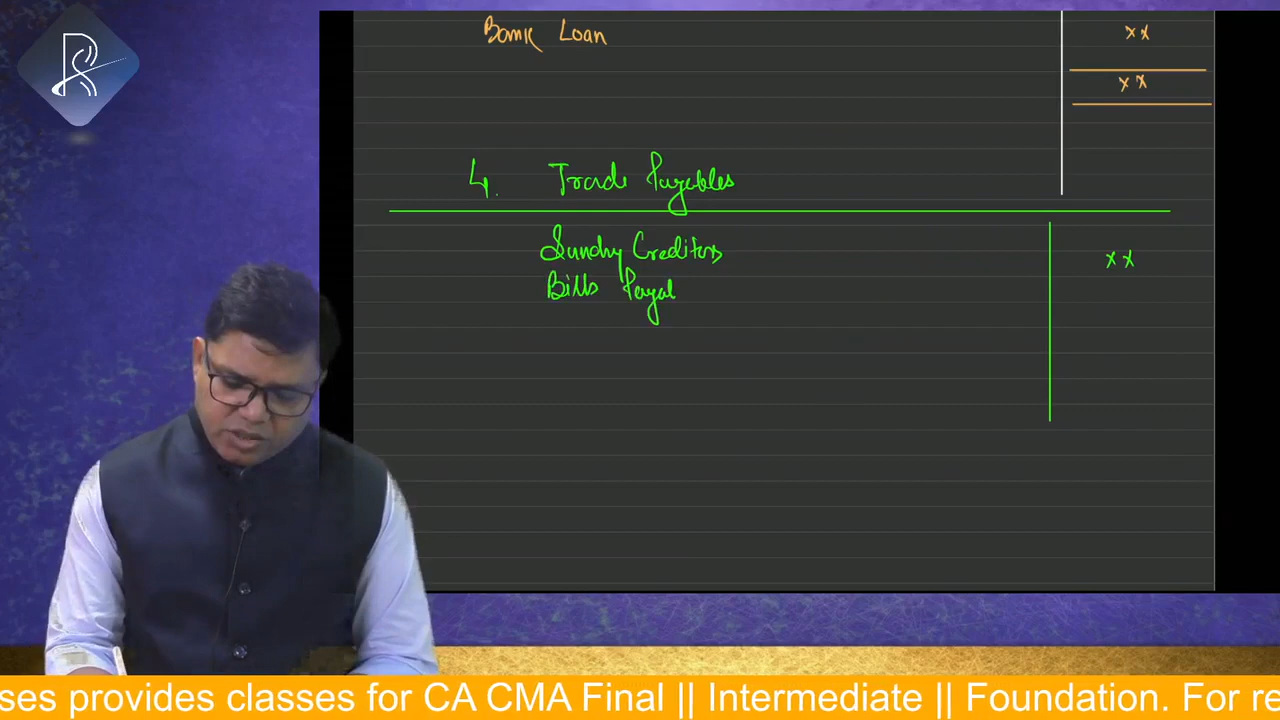 Bank Loan xx
xx
4. Trade Payables
Sundry Creditors xx
Bills Payal
ses provides classes for CA CMA Final || Intermediate || Foundation. For re